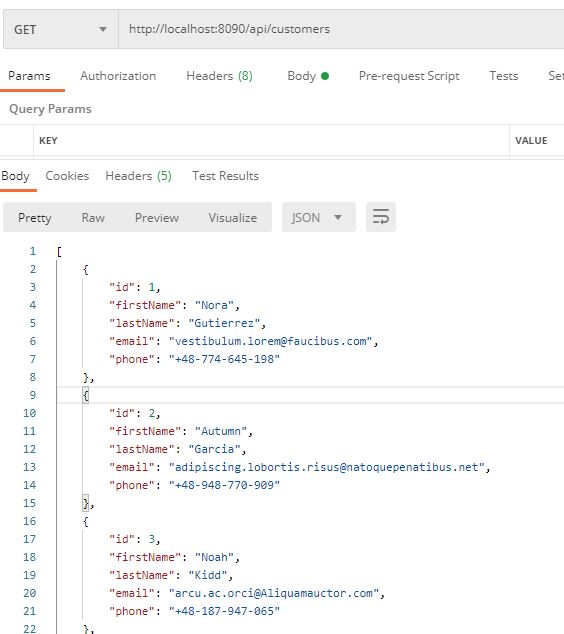 GET http://localhost:8090/api/customers
Params Authorization Headers (8) Body Pre-request Script Tests Set
Query Params
KEY VALUE
Body Cookies Headers (5) Test Results
Pretty Raw Preview Visualize JSON
1 [
2 {
3 "id": 1,
4 "firstName": "Nora",
5 "lastName": "Gutierrez",
6 "email": "vestibulum.lorem@faucibus.com",
7 "phone": "+48-774-645-198"
8 },
9 {
10 "id": 2,
11 "firstName": "Autumn",
12 "lastName": "Garcia",
13 "email": "adipiscing.lobortis.risus@natoquepenatibus.net",
14 "phone": "+48-948-770-909"
15 },
16 {
17 "id": 3,
18 "firstName": "Noah",
19 "lastName": "Kidd",
20 "email": "arcu.ac.orci@Aliquamauctor.com",
21 "phone": "+48-187-947-065"
22 },